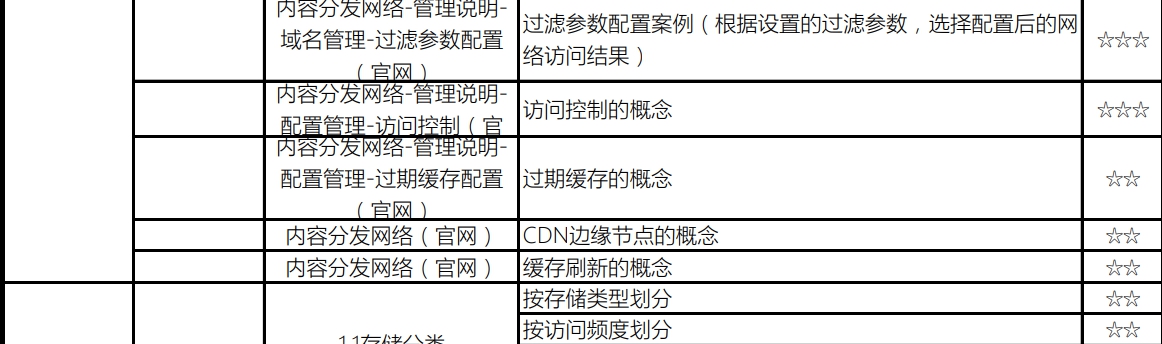 内容分发网络-管理说明-
域名管理-过滤参数配置
（官网）
过滤参数配置案例（根据设置的过滤参数，选择配置后的网
络访问结果）
☆☆☆
内容分发网络-管理说明-
配置管理-访问控制（官
访问控制的概念
☆☆☆
内容分发网络-管理说明-
配置管理-过期缓存配置
（官网）
过期缓存的概念
☆☆
内容分发网络（官网）
CDN边缘节点的概念
☆☆
内容分发网络（官网）
缓存刷新的概念
☆☆
1.1存储分类
按存储类型划分
☆☆
按访问频度划分
☆☆